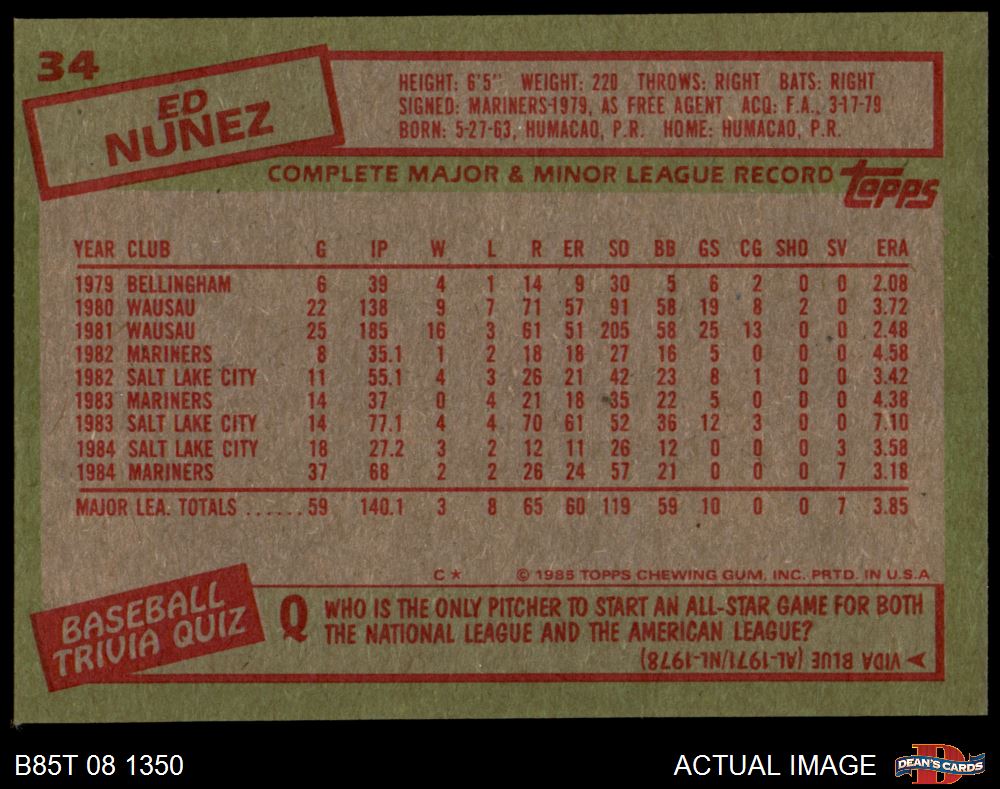 34
ED
NUNEZ
HEIGHT: 6'5" WEIGHT: 220 THROWS: RIGHT BATS: RIGHT
SIGNED: MARINERS-1979, AS FREE AGENT ACQ: F.A., 3-17-79
BORN: 5-27-63, HUMACAO, P.R. HOME: HUMACAO, P.R.
COMPLETE MAJOR & MINOR LEAGUE RECORD topps
YEAR CLUB G IP W L R ER SO BB GS CG SHO SV ERA
1979 BELLINGHAM 6 39 4 1 14 9 30 5 6 2 0 0 2.08
1980 WAUSAU 22 138 9 7 71 57 91 58 19 8 2 0 3.72
1981 WAUSAU 25 185 16 3 61 51 205 58 25 13 0 0 2.48
1982 MARINERS 8 35.1 1 2 18 18 27 16 5 0 0 0 4.58
1982 SALT LAKE CITY 11 55.1 4 3 26 21 42 23 8 1 0 0 3.42
1983 MARINERS 14 37 0 4 21 18 35 22 5 0 0 0 4.38
1983 SALT LAKE CITY 14 77.1 4 4 70 61 52 36 12 3 0 0 7.10
1984 SALT LAKE CITY 18 27.2 3 2 12 11 26 12 0 0 0 3 3.58
1984 MARINERS 37 68 2 2 26 24 57 21 0 0 0 7 3.18
MAJOR LEA. TOTALS ...... 59 140.1 3 8 65 60 119 59 10 0 0 7 3.85
C* © 1985 TOPPS CHEWING GUM, INC. PRTD. IN U.S.A
BASEBALL
TRIVIA QUIZ
Q WHO IS THE ONLY PITCHER TO START AN ALL-STAR GAME FOR BOTH
THE NATIONAL LEAGUE AND THE AMERICAN LEAGUE?
VIDA BLUE (AL-1971/NL-1978)
B85T 08 1350
ACTUAL IMAGE
D
DEAN'S CARDS